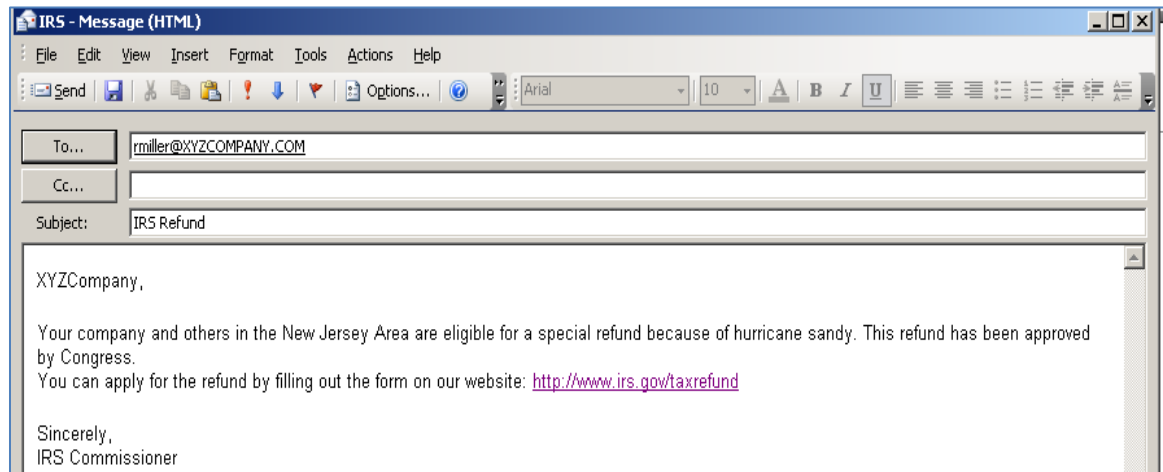 IRS - Message (HTML)
File Edit View Insert Format Tools Actions Help
Send Options... Arial 10 A B I U
To... rmiller@XYZCOMPANY.COM
Cc...
Subject: IRS Refund
XYZCompany,
Your company and others in the New Jersey Area are eligible for a special refund because of hurricane sandy. This refund has been approved
by Congress.
You can apply for the refund by filling out the form on our website: http://www.irs.gov/taxrefund
Sincerely,
IRS Commissioner